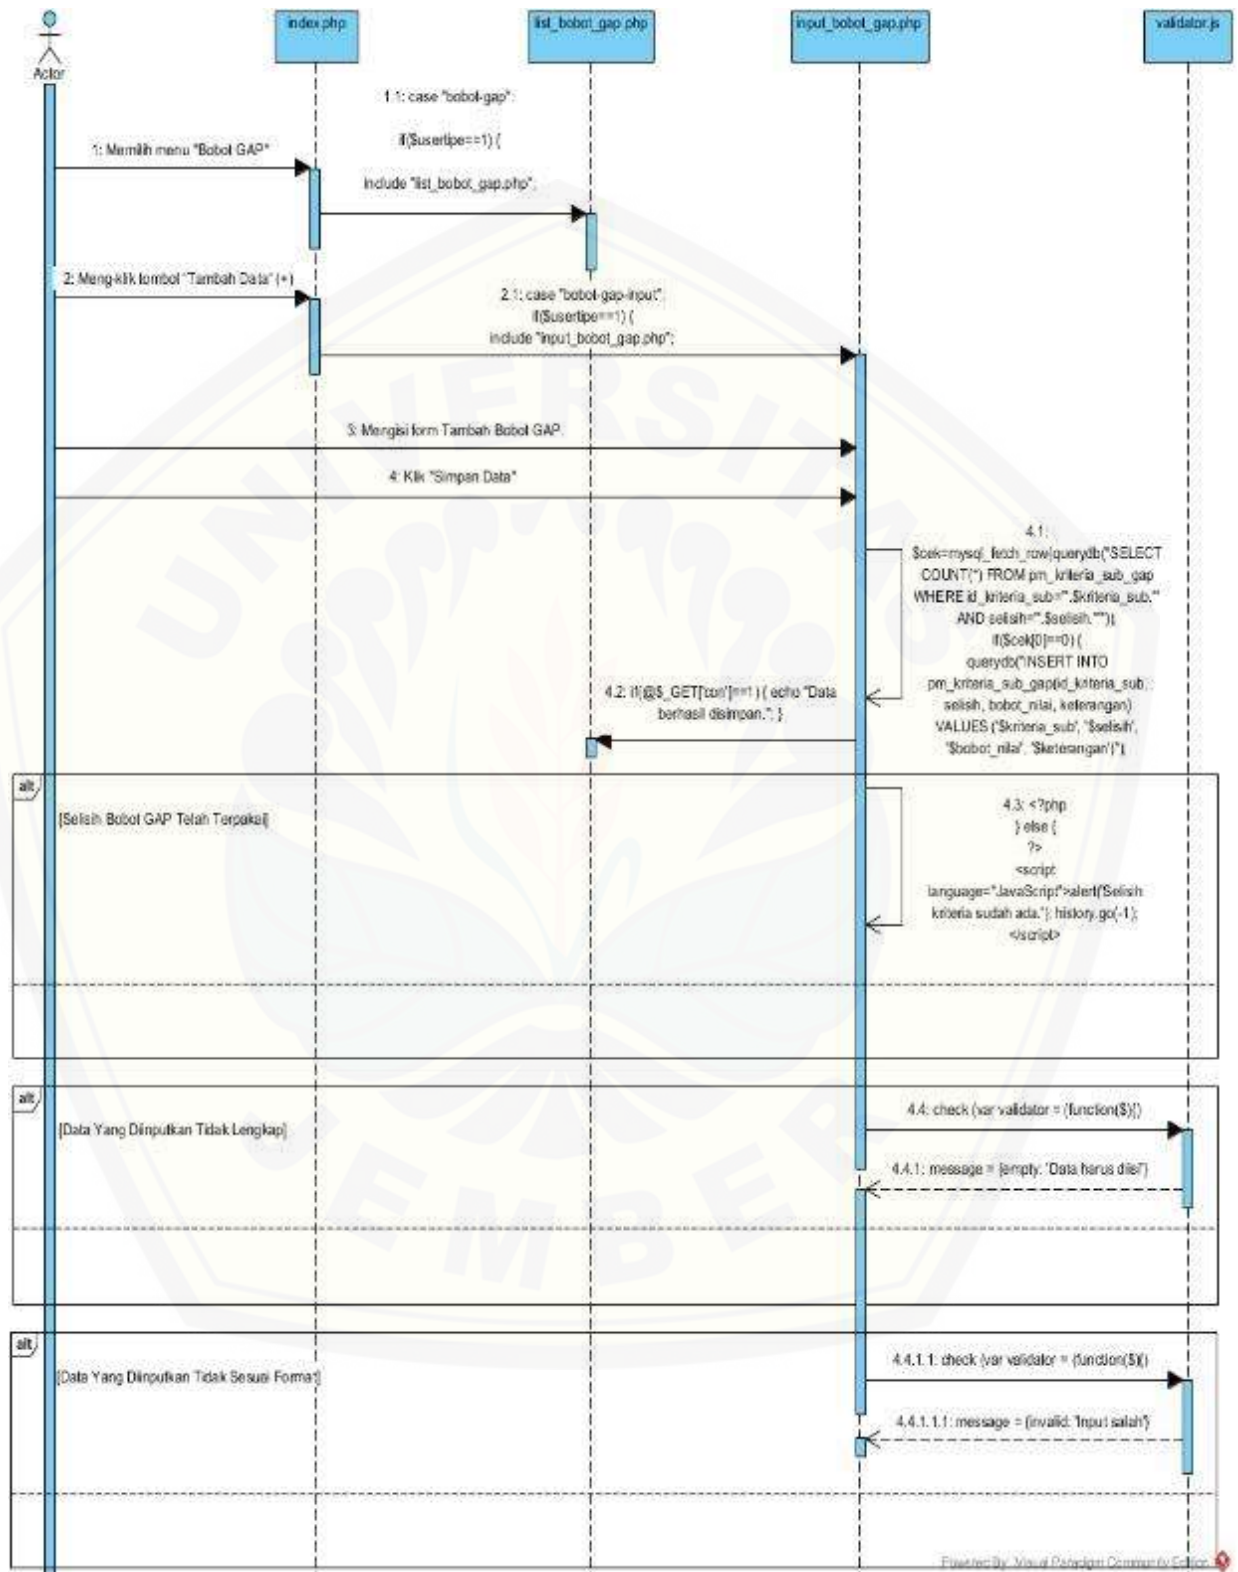 index.php
list_bobot_gap.php
input_bobot_gap.php
validator.js
Actor
1.1: case "bobot-gap":
if($usertipe==1) {
include "list_bobot_gap.php";
1: Memilih menu "Bobot GAP"
2: Meng-klik tombol "Tambah Data" (+)
2.1: case "bobot-gap-input":
if($usertipe==1) {
include "input_bobot_gap.php";
3: Mengisi form Tambah Bobot GAP.
4: Klik "Simpan Data"
4.1:
$cek=mysql_fetch_row(querydb("SELECT
COUNT(*) FROM pm_kriteria_sub_gap
WHERE id_kriteria_sub='".$kriteria_sub."'
AND selisih='".$selisih."'"));
if($cek[0]==0) {
querydb("INSERT INTO
pm_kriteria_sub_gap(id_kriteria_sub,
selisih, bobot_nilai, keterangan)
VALUES ('$kriteria_sub', '$selisih',
'$bobot_nilai', '$keterangan')");
4.2: if(@$_GET['con']==1) { echo "Data
berhasil disimpan."; }
alt
[Selisih Bobot GAP Telah Terpakai]
4.3: <?php
} else {
?>
<script
language="JavaScript">alert('Selisih
kriteria sudah ada.'); history.go(-1);
</script>
alt
[Data Yang Diinputkan Tidak Lengkap]
4.4: check (var validator = (function($){)
4.4.1: message = {empty: 'Data harus diisi'}
alt
[Data Yang Diinputkan Tidak Sesuai Format]
4.4.1.1: check (var validator = (function($){)
4.4.1.1.1: message = {invalid: 'Input salah'}
Powered By Visual Paradigm Community Edition
UNIVERSITAS
JEMBER